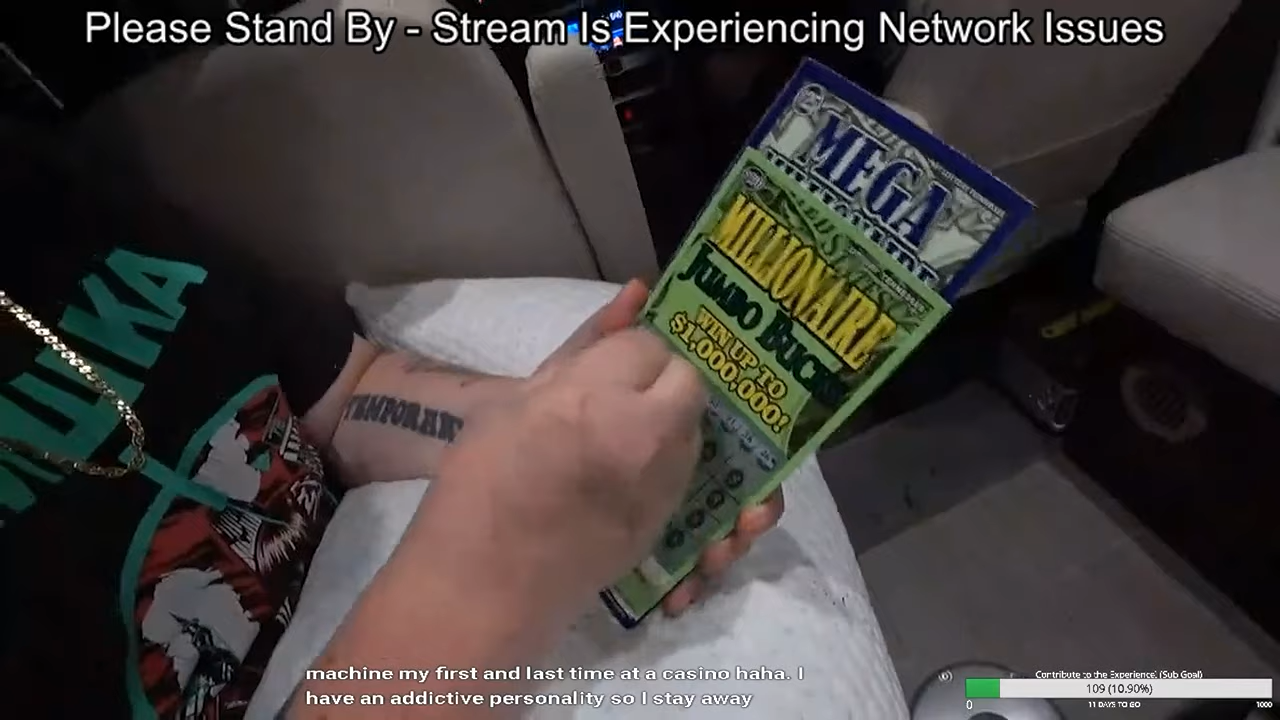 Please Stand By - Stream Is Experiencing Network Issues
MEGA
MILLIONAIRE
JUMBO BUCKS
WIN UP TO
$1,000,000!
TEMPORARY
machine my first and last time at a casino haha. I
have an addictive personality so I stay away
Contribute to the Experience! (Sub Goal)
109 (10.90%)
0
11 DAYS TO GO
1000